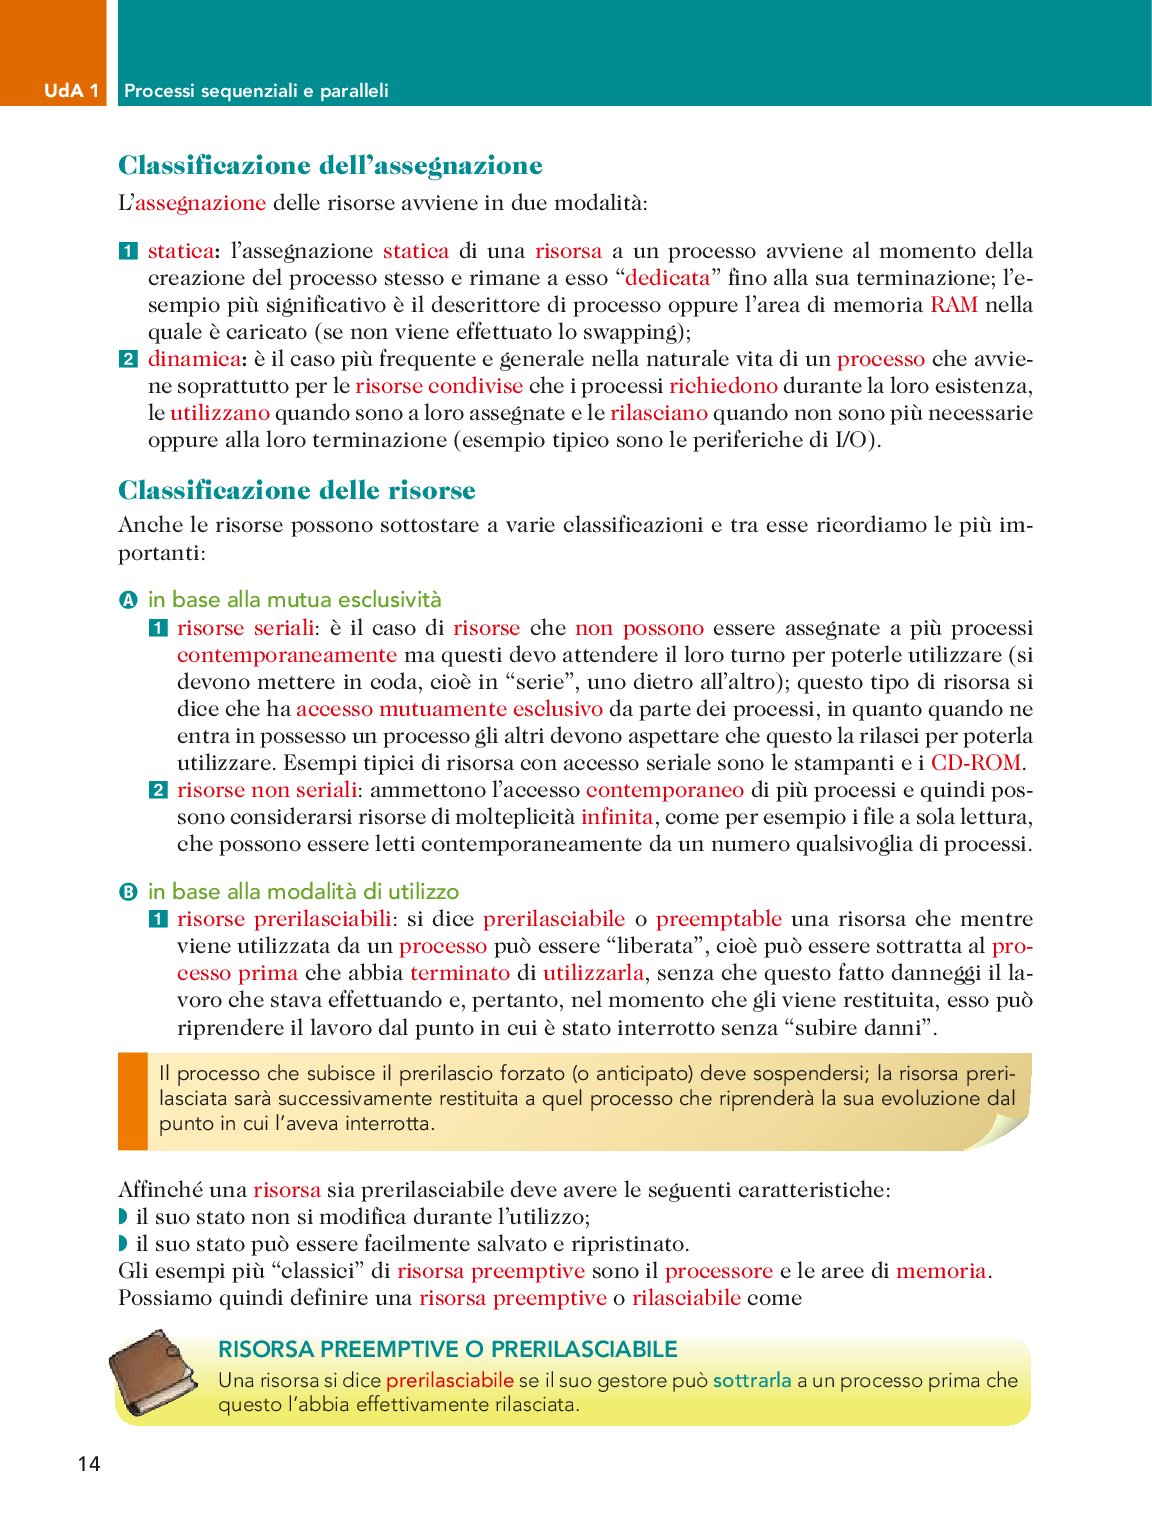 UdA 1 Processi sequenziali e paralleli
Classificazione dell’assegnazione
L’assegnazione delle risorse avviene in due modalità:
1 statica: l’assegnazione statica di una risorsa a un processo avviene al momento della
creazione del processo stesso e rimane a esso “dedicata” fino alla sua terminazione; l’e-
sempio più significativo è il descrittore di processo oppure l’area di memoria RAM nella
quale è caricato (se non viene effettuato lo swapping);
2 dinamica: è il caso più frequente e generale nella naturale vita di un processo che avvie-
ne soprattutto per le risorse condivise che i processi richiedono durante la loro esistenza,
le utilizzano quando sono a loro assegnate e le rilasciano quando non sono più necessarie
oppure alla loro terminazione (esempio tipico sono le periferiche di I/O).
Classificazione delle risorse
Anche le risorse possono sottostare a varie classificazioni e tra esse ricordiamo le più im-
portanti:
A in base alla mutua esclusività
1 risorse seriali: è il caso di risorse che non possono essere assegnate a più processi
contemporaneamente ma questi devo attendere il loro turno per poterle utilizzare (si
devono mettere in coda, cioè in “serie”, uno dietro all’altro); questo tipo di risorsa si
dice che ha accesso mutuamente esclusivo da parte dei processi, in quanto quando ne
entra in possesso un processo gli altri devono aspettare che questo la rilasci per poterla
utilizzare. Esempi tipici di risorsa con accesso seriale sono le stampanti e i CD-ROM.
2 risorse non seriali: ammettono l’accesso contemporaneo di più processi e quindi pos-
sono considerarsi risorse di molteplicità infinita, come per esempio i file a sola lettura,
che possono essere letti contemporaneamente da un numero qualsivoglia di processi.
B in base alla modalità di utilizzo
1 risorse prerilasciabili: si dice prerilasciabile o preemptable una risorsa che mentre
viene utilizzata da un processo può essere “liberata”, cioè può essere sottratta al pro-
cesso prima che abbia terminato di utilizzarla, senza che questo fatto danneggi il la-
voro che stava effettuando e, pertanto, nel momento che gli viene restituita, esso può
riprendere il lavoro dal punto in cui è stato interrotto senza “subire danni”.
Il processo che subisce il prerilascio forzato (o anticipato) deve sospendersi; la risorsa preri-
lasciata sarà successivamente restituita a quel processo che riprenderà la sua evoluzione dal
punto in cui l’aveva interrotta.
Affinché una risorsa sia prerilasciabile deve avere le seguenti caratteristiche:
◗ il suo stato non si modifica durante l’utilizzo;
◗ il suo stato può essere facilmente salvato e ripristinato.
Gli esempi più “classici” di risorsa preemptive sono il processore e le aree di memoria.
Possiamo quindi definire una risorsa preemptive o rilasciabile come
RISORSA PREEMPTIVE O PRERILASCIABILE
Una risorsa si dice prerilasciabile se il suo gestore può sottrarla a un processo prima che
questo l’abbia effettivamente rilasciata.
14